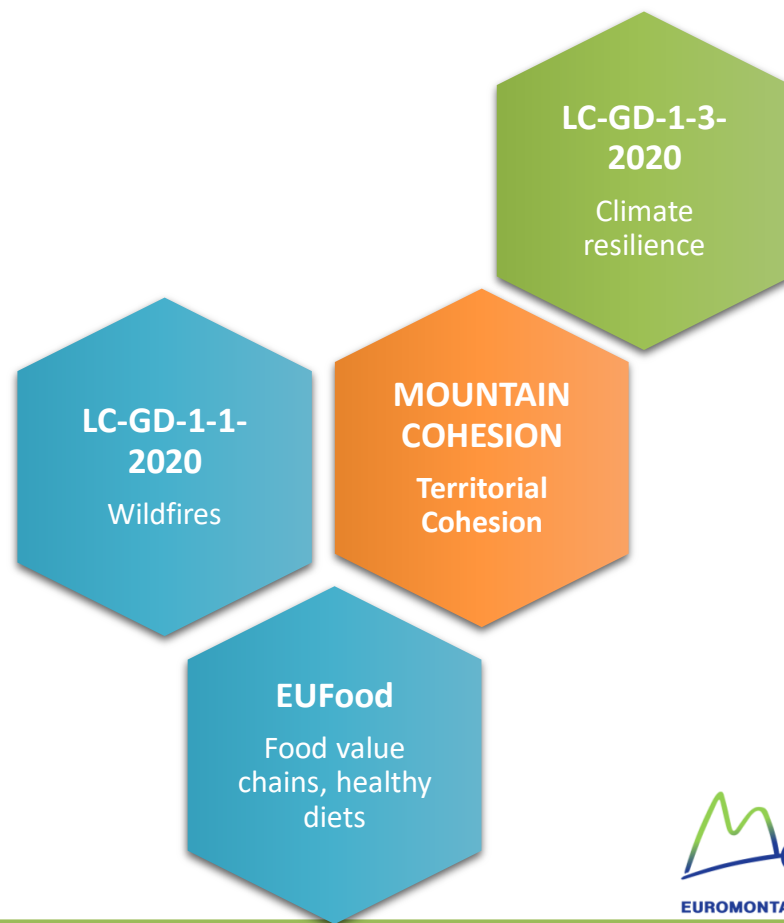 LC-GD-1-3-
2020
Climate
resilience
LC-GD-1-1-
2020
Wildfires
MOUNTAIN
COHESION
Territorial
Cohesion
EUFood
Food value
chains, healthy
diets